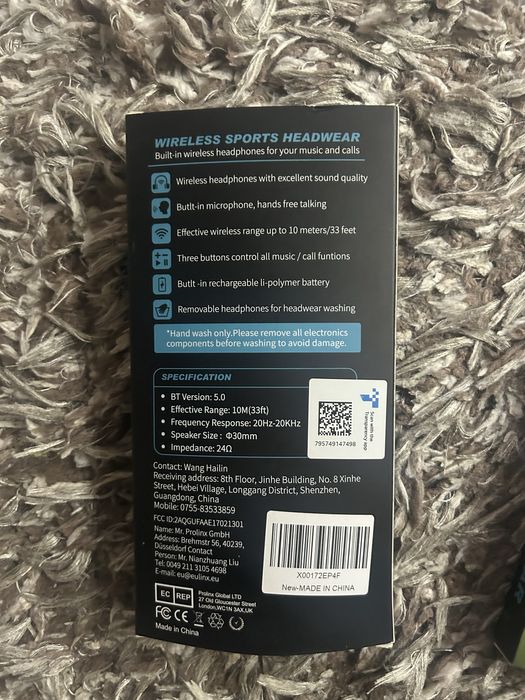 WIRELESS SPORTS HEADWEAR
Built-in wireless headphones for your music and calls
Wireless headphones with excellent sound quality
Butlt-in microphone, hands free talking
Effective wireless range up to 10 meters/33 feet
Three buttons control all music / call funtions
Butlt -in rechargeable li-polymer battery
Removable headphones for headwear washing
*Hand wash only.Please remove all electronics
components before washing to avoid damage.
SPECIFICATION
• BT Version: 5.0
• Effective Range: 10M(33ft)
• Frequency Response: 20Hz-20KHz
• Speaker Size : Φ30mm
• Impedance: 24Ω
Scan with the
Transparency app
795749147498
Contact: Wang Hailin
Receiving address: 8th Floor, Jinhe Building, No. 8 Xinhe
Street, Hebei Village, Longgang District, Shenzhen,
Guangdong, China
Mobile: 0755-83533859
FCC ID:2AQGUFAAE17021301
Name: Mr. Prolinx GmbH
Address: Brehmstr 56, 40239,
Düsseldorf Contact
Person: Mr. Nianzhuang Liu
Tel: 0049 211 3105 4698
E-mail: eu@eulinx.eu
X00172EP4F
New-MADE IN CHINA
EC REP
Prolinx Global LTD
27 Old Gloucester Street
London,WC1N 3AX,UK
FC CE
Made in China